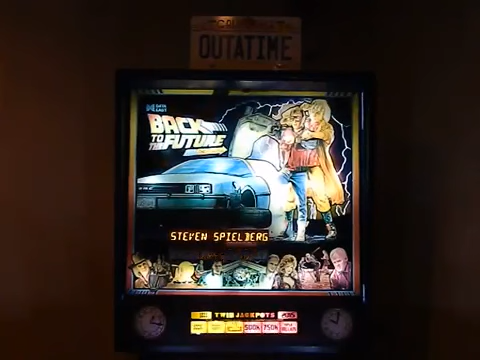 OUTATIME
DATA
EAST
BACK
TO
THE FUTURE
STEVEN SPIELBERG
TWIN JACKPOTS
500K 750K